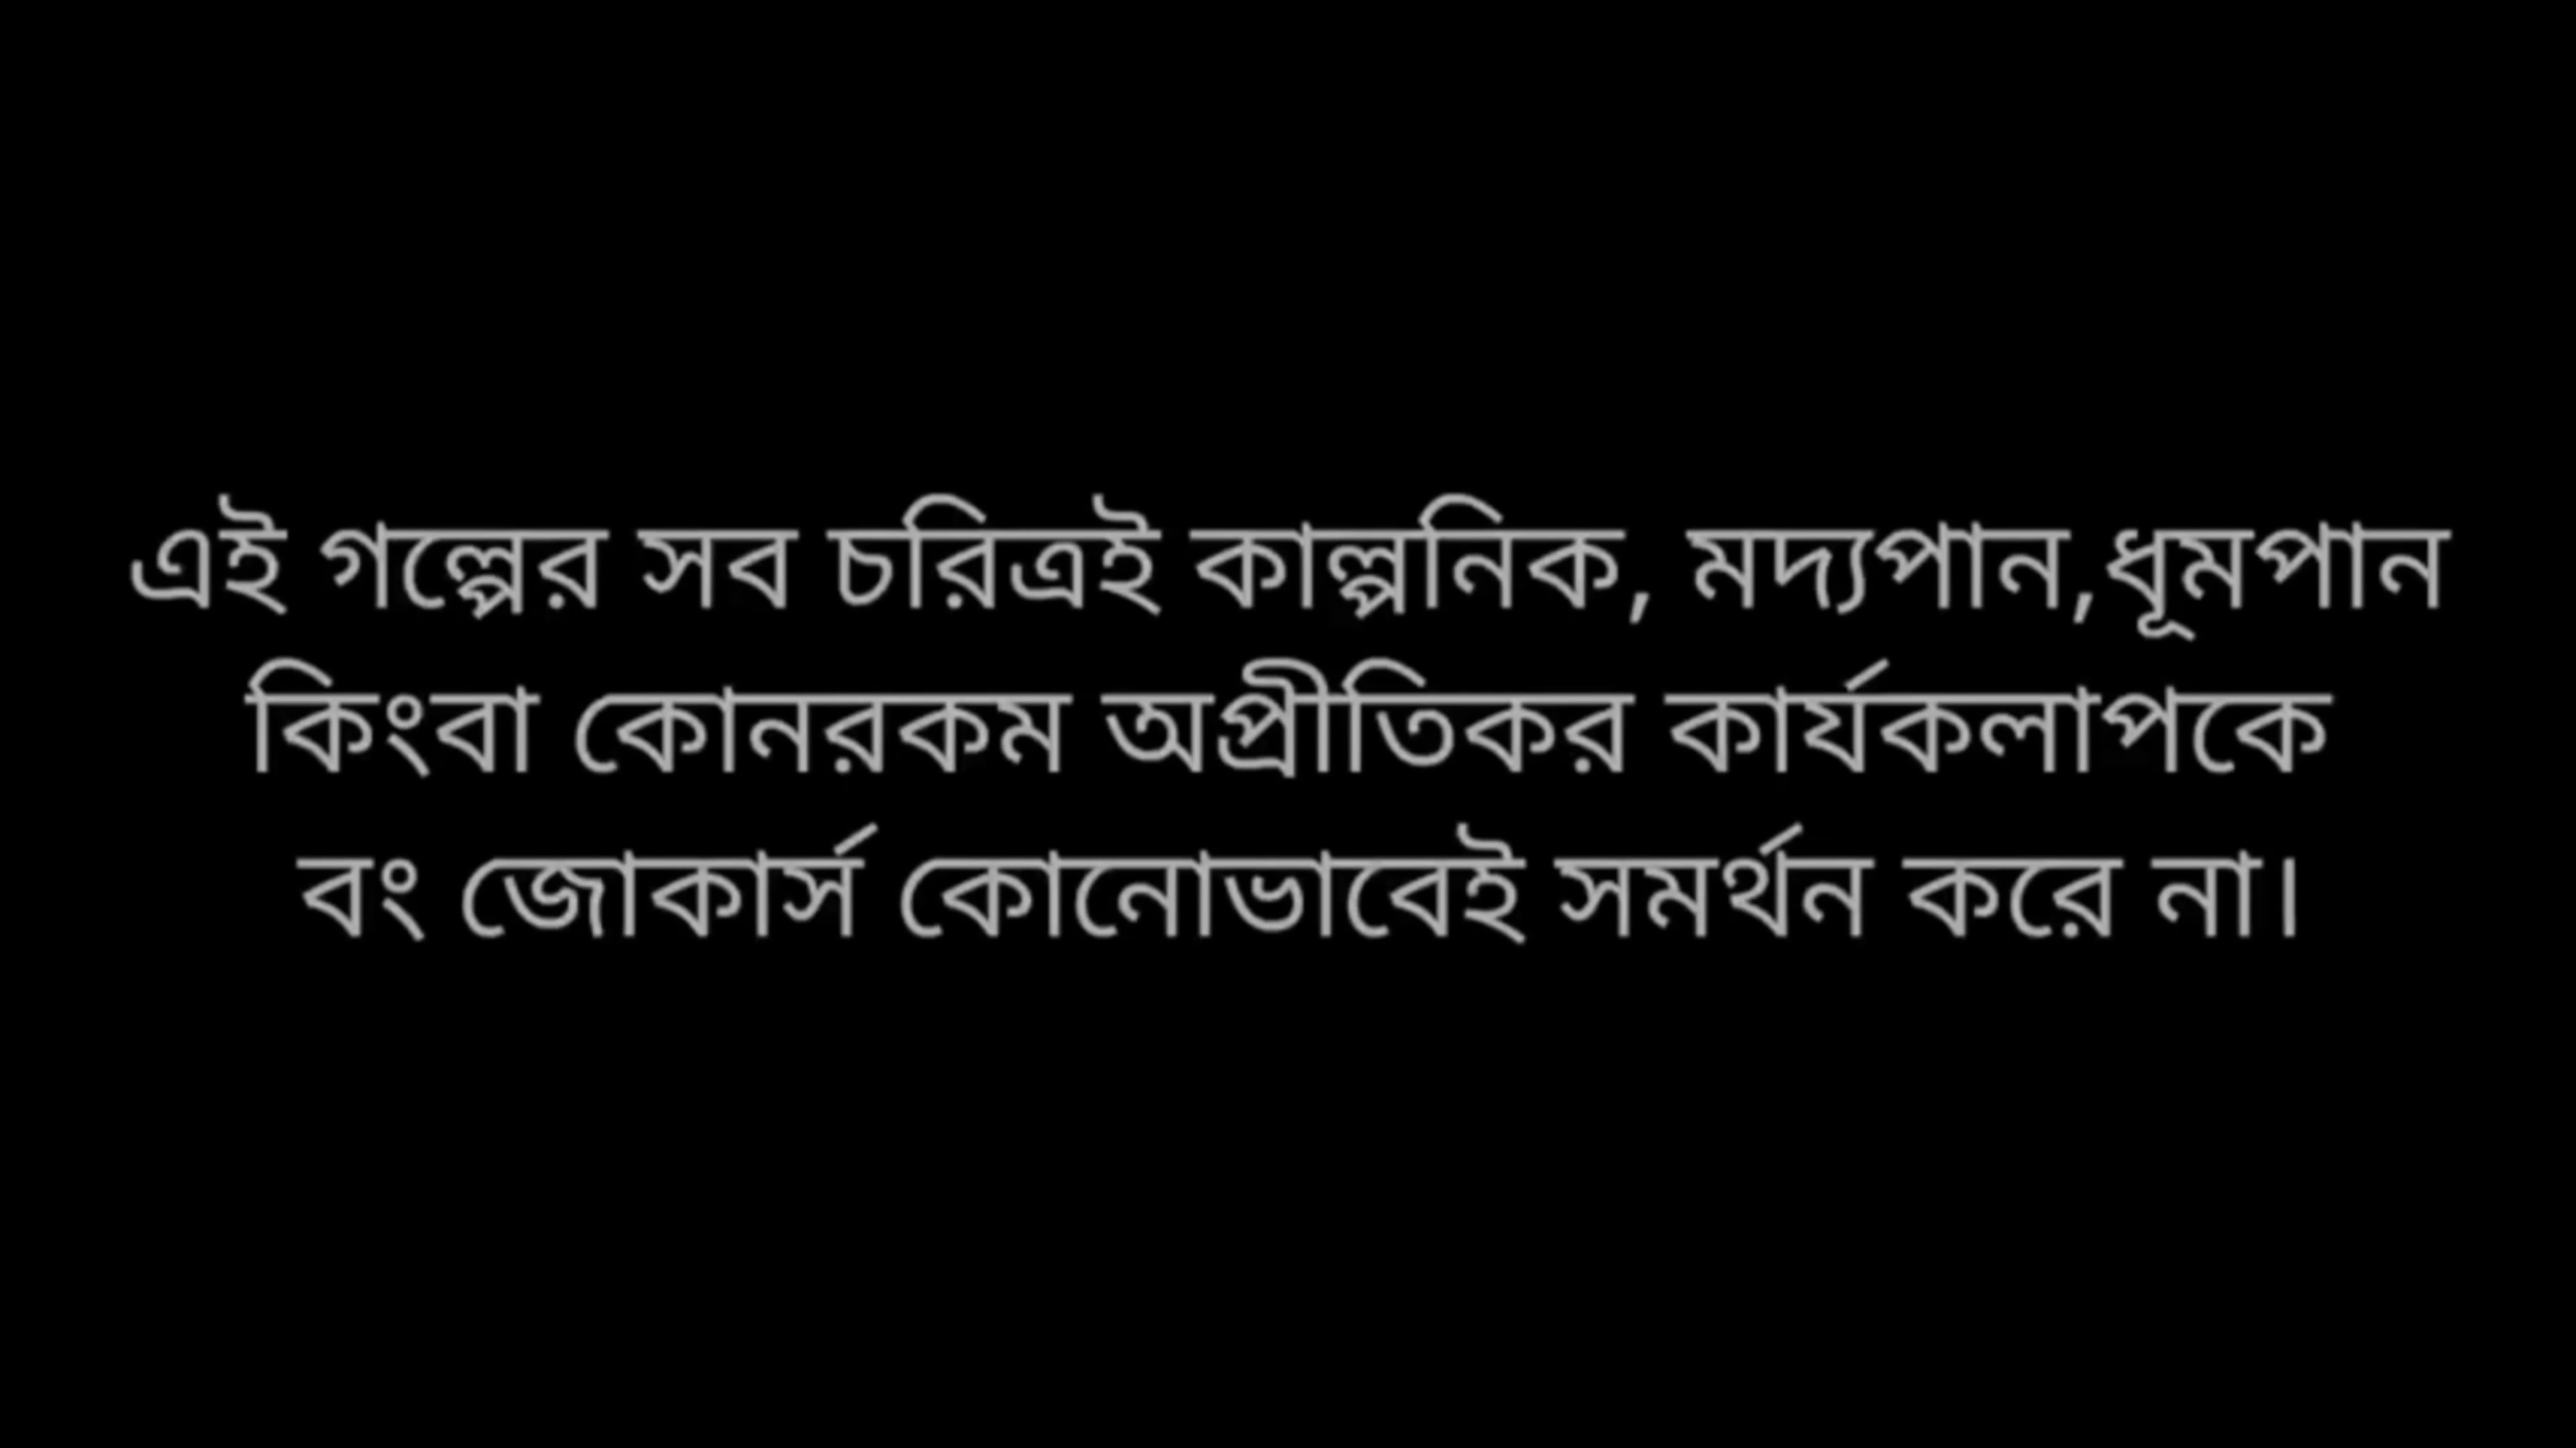 এই গল্পের সব চরিত্রই কাল্পনিক, মদ্যপান,ধূমপান
কিংবা কোনরকম অপ্রীতিকর কার্যকলাপকে
বং জোকার্স কোনোভাবেই সমর্থন করে না।